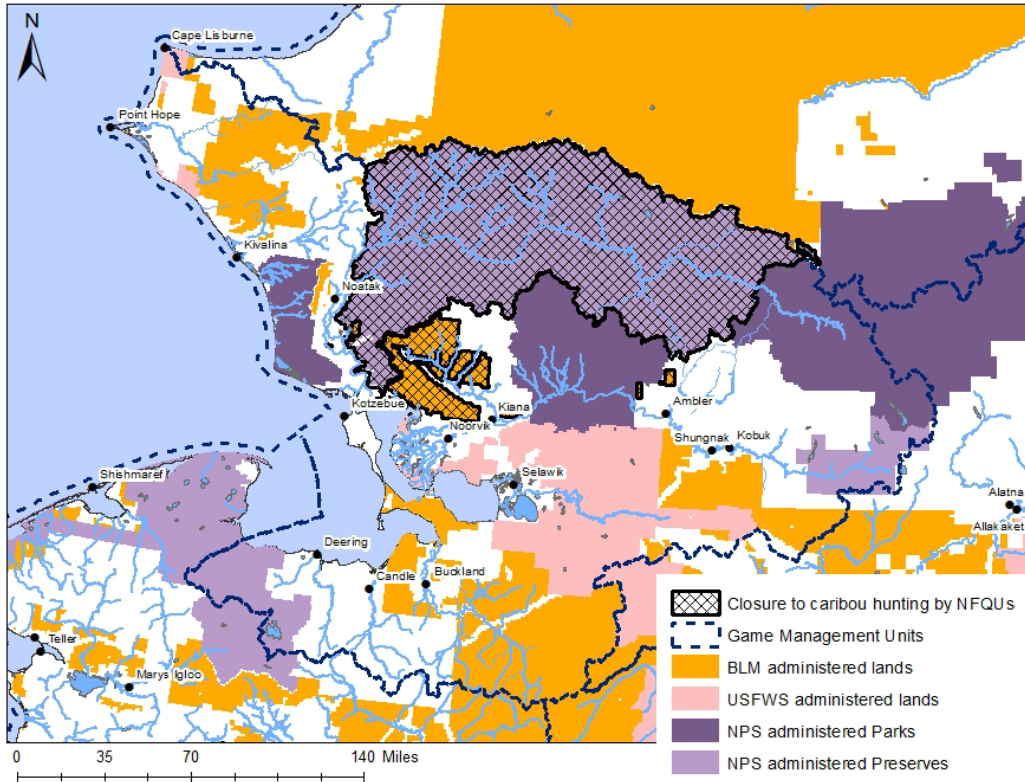 N
Cape Lisburne
Point Hope
Kivalina
Noatak
Kotzebue
Kiana
Noorvik
Ambler
Shungnak
Kobuk
Selawik
Shishmaref
Alatna
Allakaket
Deering
Candle
Buckland
Teller
Marys Igloo
Closure to caribou hunting by NFQUs
Game Management Units
BLM administered lands
USFWS administered lands
NPS administered Parks
NPS administered Preserves
0 35 70 140 Miles